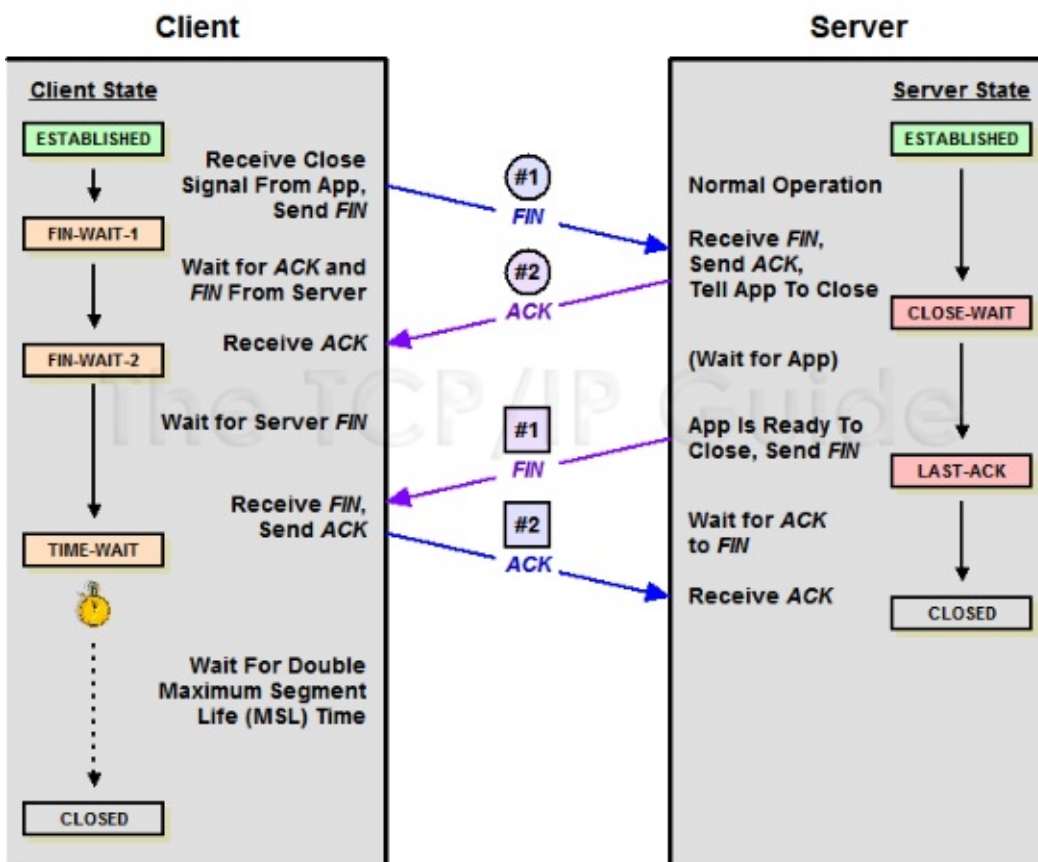 Client
Server
Client State
Server State
ESTABLISHED
ESTABLISHED
Receive Close
Signal From App,
Send FIN
#1
FIN
Normal Operation
FIN-WAIT-1
Receive FIN,
Send ACK,
Tell App To Close
Wait for ACK and
FIN From Server
#2
ACK
CLOSE-WAIT
Receive ACK
FIN-WAIT-2
(Wait for App)
The TCP/IP Guide
Wait for Server FIN
#1
FIN
App Is Ready To
Close, Send FIN
LAST-ACK
Receive FIN,
Send ACK
#2
ACK
Wait for ACK
to FIN
TIME-WAIT
Receive ACK
CLOSED
Wait For Double
Maximum Segment
Life (MSL) Time
CLOSED